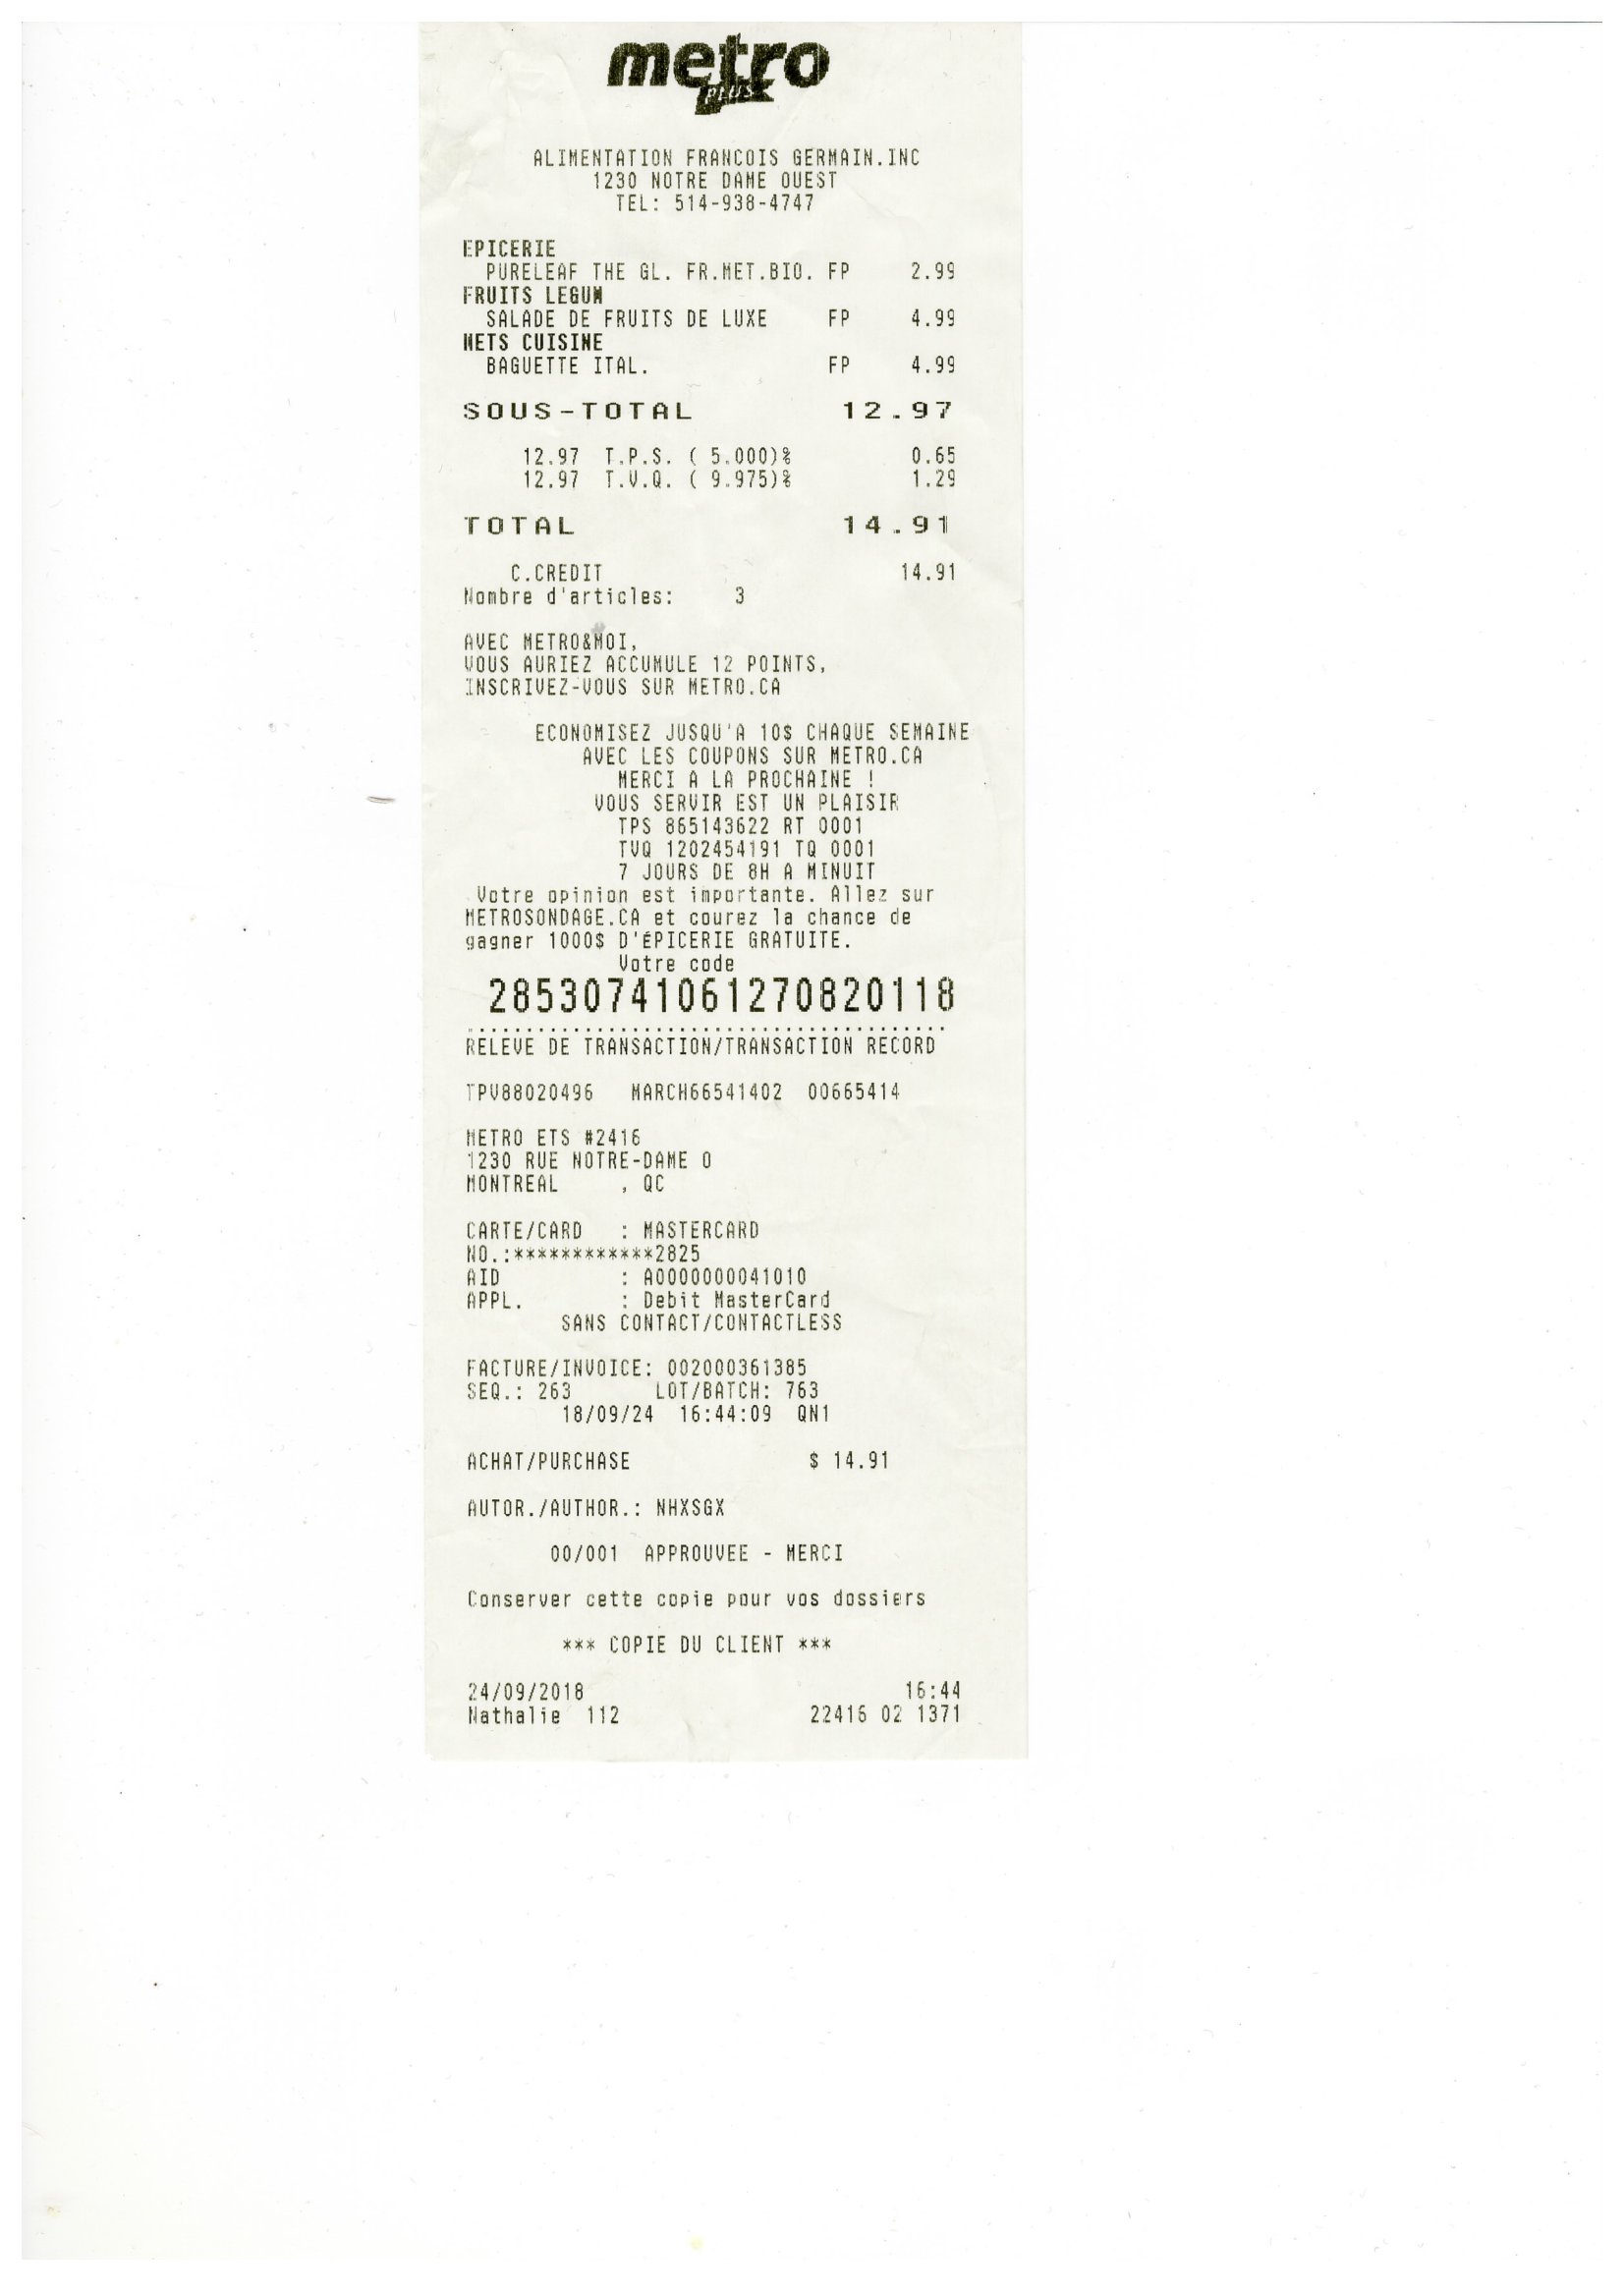 metro
PLUS
ALIMENTATION FRANCOIS GERMAIN.INC
1230 NOTRE DAME OUEST
TEL: 514-938-4747
EPICERIE
PURELEAF THE GL. FR.MET.BIO. FP 2.99
FRUITS LEGUM
SALADE DE FRUITS DE LUXE FP 4.99
METS CUISINE
BAGUETTE ITAL. FP 4.99
SOUS-TOTAL 12.97
12.97 T.P.S. ( 5.000)% 0.65
12.97 T.V.Q. ( 9.975)% 1.29
TOTAL 14.91
C.CREDIT 14.91
Nombre d'articles: 3
AVEC METRO&MOI,
VOUS AURIEZ ACCUMULE 12 POINTS,
INSCRIVEZ-VOUS SUR METRO.CA
ECONOMISEZ JUSQU'A 10$ CHAQUE SEMAINE
AVEC LES COUPONS SUR METRO.CA
MERCI A LA PROCHAINE !
VOUS SERVIR EST UN PLAISIR
TPS 865143622 RT 0001
TVQ 1202454191 TQ 0001
7 JOURS DE 8H A MINUIT
Votre opinion est importante. Allez sur
METROSONDAGE.CA et courez la chance de
gagner 1000$ D'ÉPICERIE GRATUITE.
Votre code
28530741061270820118
RELEVE DE TRANSACTION/TRANSACTION RECORD
TPV88020496 MARCH66541402 00665414
METRO ETS #2416
1230 RUE NOTRE-DAME O
MONTREAL , QC
CARTE/CARD : MASTERCARD
NO.:************2825
AID : A0000000041010
APPL. : Debit MasterCard
SANS CONTACT/CONTACTLESS
FACTURE/INVOICE: 002000361385
SEQ.: 263 LOT/BATCH: 763
18/09/24 16:44:09 QN1
ACHAT/PURCHASE $ 14.91
AUTOR./AUTHOR.: NHXSGX
00/001 APPROUVEE - MERCI
Conserver cette copie pour vos dossiers
*** COPIE DU CLIENT ***
24/09/2018 16:44
Nathalie 112 22416 02 1371